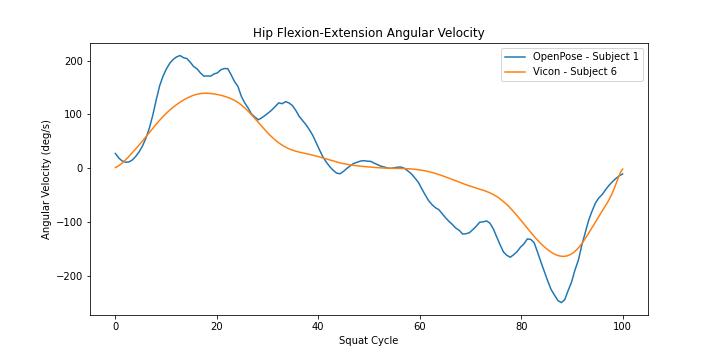 Hip Flexion-Extension Angular Velocity
OpenPose - Subject 1
Vicon - Subject 6
Angular Velocity (deg/s)
200
100
0
−100
−200
0 20 40 60 80 100
Squat Cycle